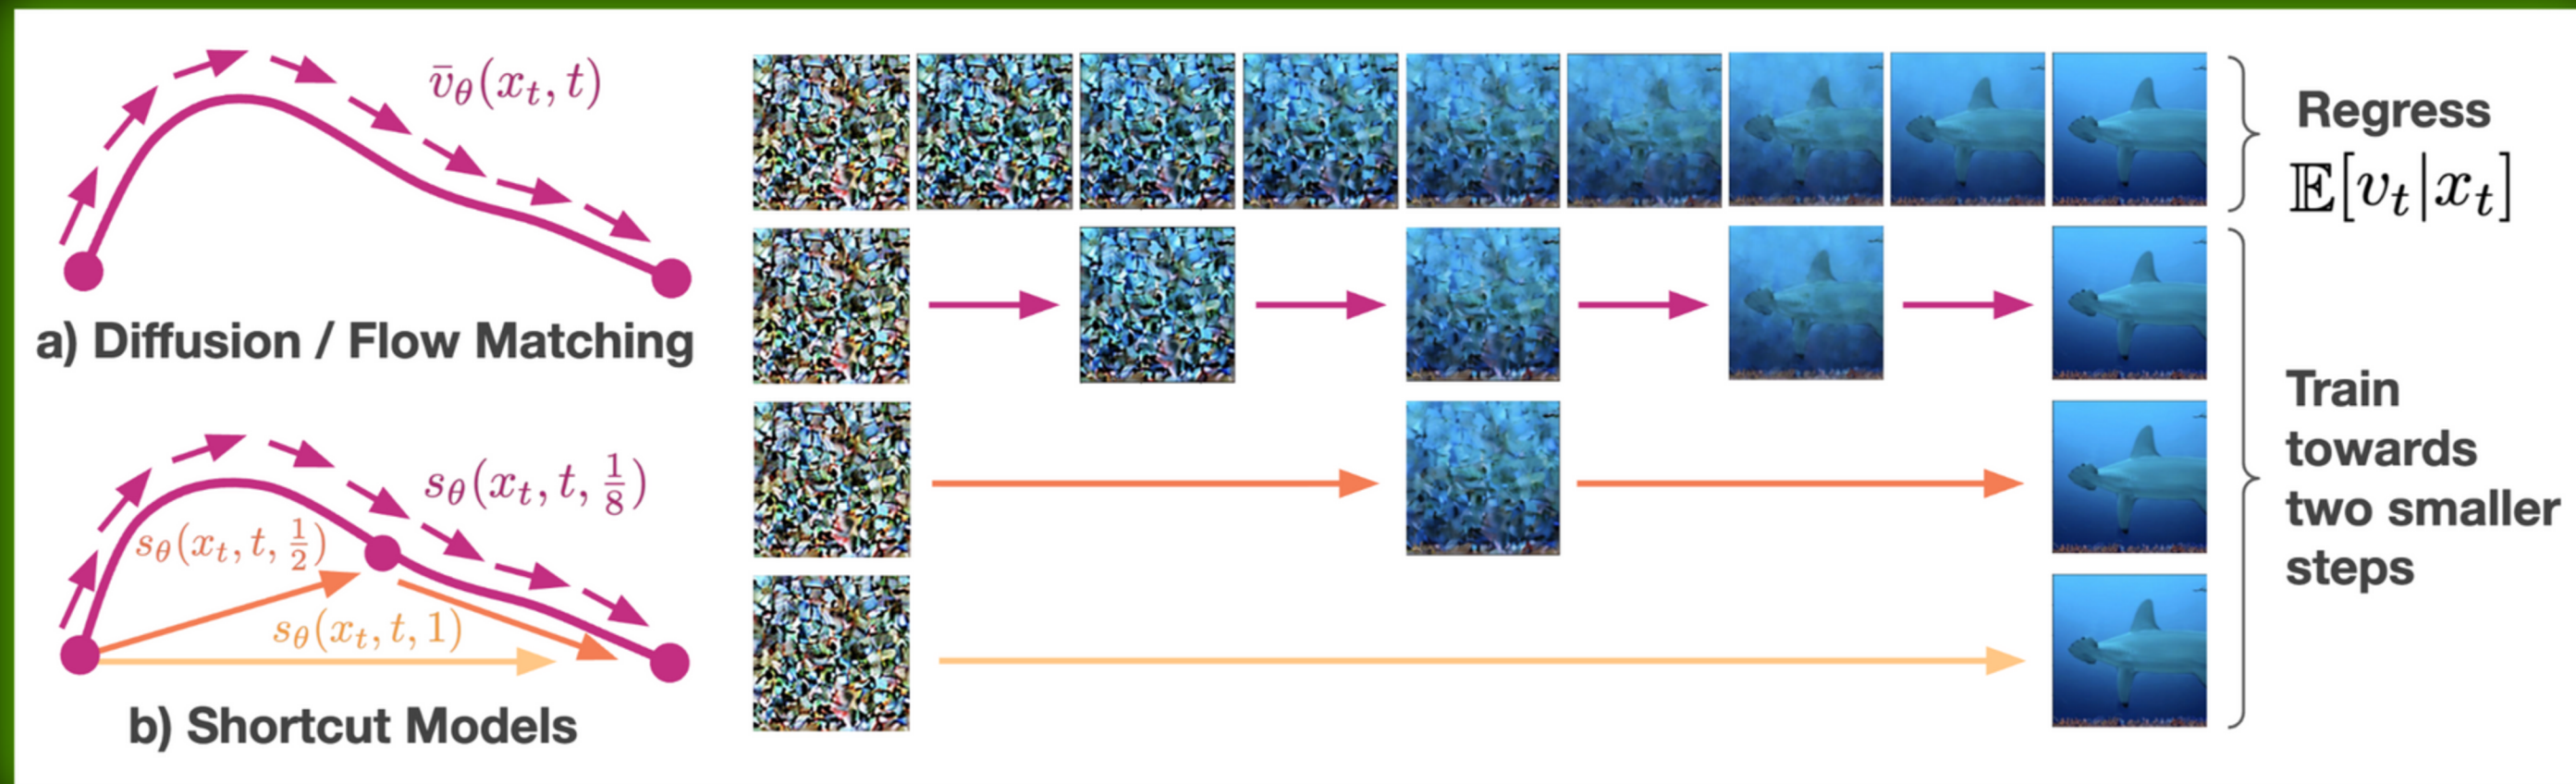 v̄θ(xt, t)
a) Diffusion / Flow Matching
sθ(xt, t, 1/8)
sθ(xt, t, 1/2)
sθ(xt, t, 1)
b) Shortcut Models
Regress
𝔼[vt|xt]
Train
towards
two smaller
steps